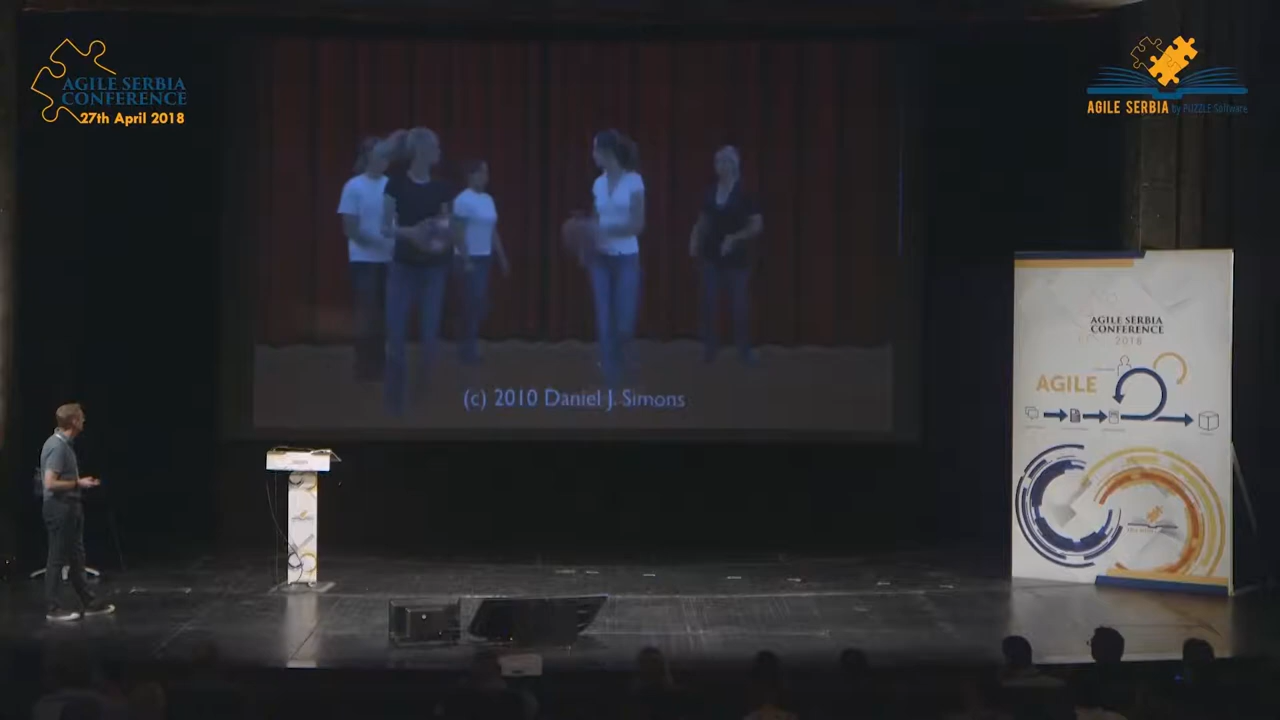 AGILE SERBIA
CONFERENCE
27th April 2018
AGILE SERBIA by PUZZLE Software
(c) 2010 Daniel J. Simons
AGILE SERBIA
CONFERENCE
2018
AGILE